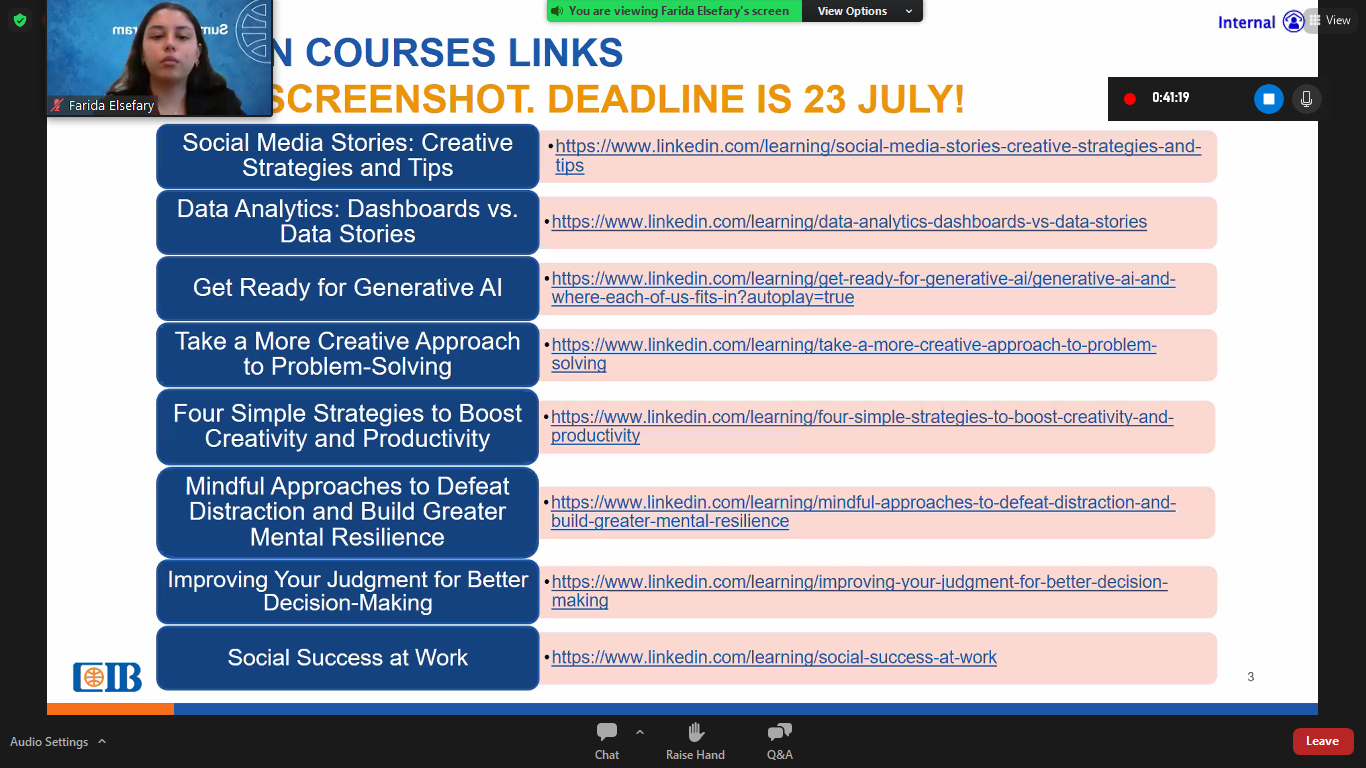 You are viewing Farida Elsefary's screen
View Options
Internal
View
Farida Elsefary
N COURSES LINKS
SCREENSHOT. DEADLINE IS 23 JULY!
0:41:19
Social Media Stories: Creative
Strategies and Tips
•https://www.linkedin.com/learning/social-media-stories-creative-strategies-and-
tips
Data Analytics: Dashboards vs.
Data Stories
•https://www.linkedin.com/learning/data-analytics-dashboards-vs-data-stories
Get Ready for Generative AI
•https://www.linkedin.com/learning/get-ready-for-generative-ai/generative-ai-and-
where-each-of-us-fits-in?autoplay=true
Take a More Creative Approach
to Problem-Solving
•https://www.linkedin.com/learning/take-a-more-creative-approach-to-problem-
solving
Four Simple Strategies to Boost
Creativity and Productivity
•https://www.linkedin.com/learning/four-simple-strategies-to-boost-creativity-and-
productivity
Mindful Approaches to Defeat
Distraction and Build Greater
Mental Resilience
•https://www.linkedin.com/learning/mindful-approaches-to-defeat-distraction-and-
build-greater-mental-resilience
Improving Your Judgment for Better
Decision-Making
•https://www.linkedin.com/learning/improving-your-judgment-for-better-decision-
making
Social Success at Work
•https://www.linkedin.com/learning/social-success-at-work
CIB
3
Audio Settings
Chat
Raise Hand
Q&A
Leave